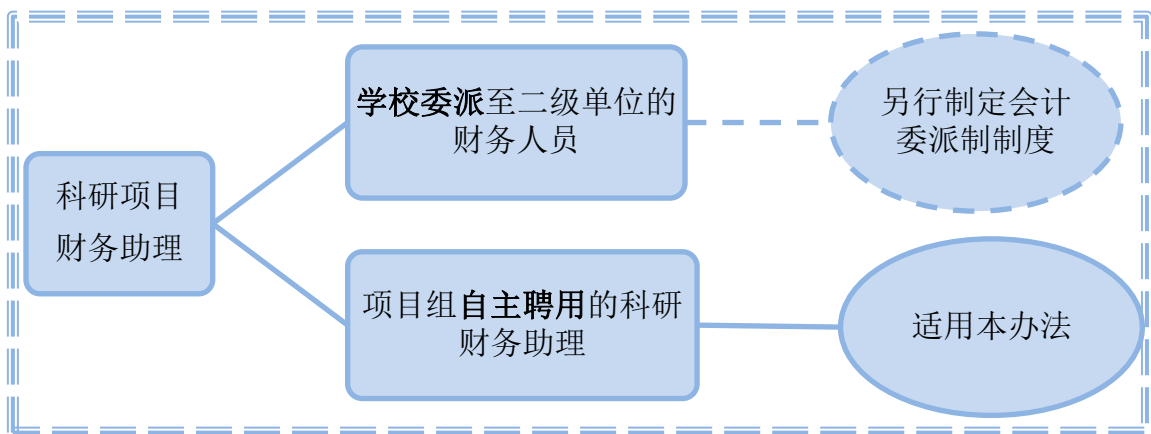 科研项目
财务助理
学校委派至二级单位的
财务人员
另行制定会计
委派制制度
项目组自主聘用的科研
财务助理
适用本办法